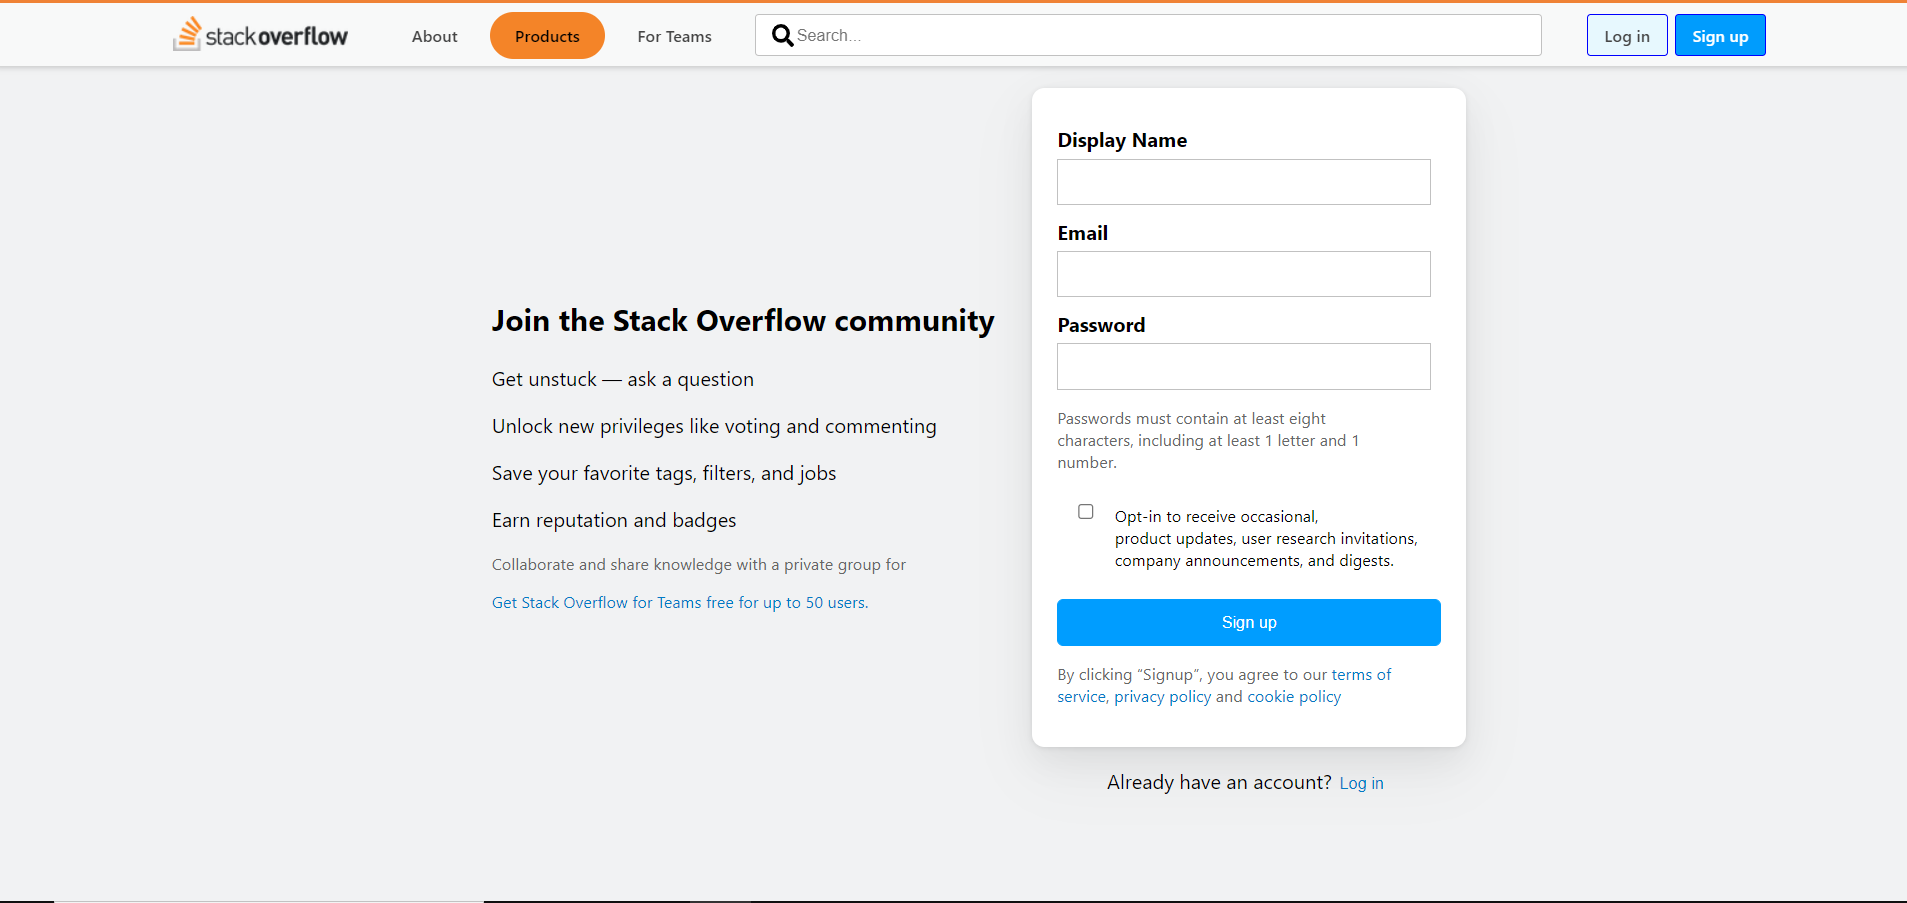 stackoverflow
About
Products
For Teams
Search...
Log in
Sign up
Join the Stack Overflow community
Get unstuck — ask a question
Unlock new privileges like voting and commenting
Save your favorite tags, filters, and jobs
Earn reputation and badges
Collaborate and share knowledge with a private group for
Get Stack Overflow for Teams free for up to 50 users.
Display Name
Email
Password
Passwords must contain at least eight
characters, including at least 1 letter and 1
number.
Opt-in to receive occasional,
product updates, user research invitations,
company announcements, and digests.
Sign up
By clicking “Signup”, you agree to our terms of
service, privacy policy and cookie policy
Already have an account? Log in